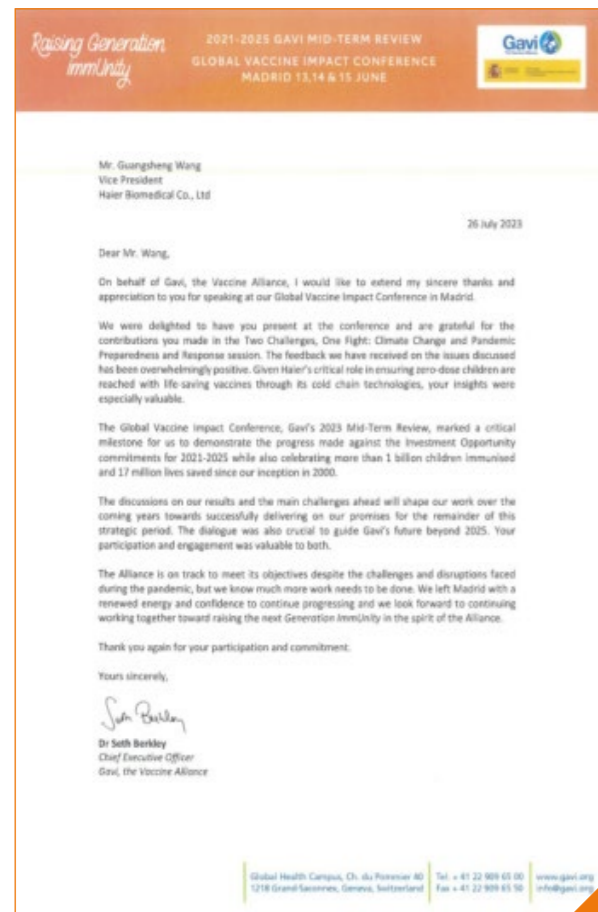 Raising Generation
ImmUnity
2021-2025 GAVI MID-TERM REVIEW
GLOBAL VACCINE IMPACT CONFERENCE
MADRID 13,14 & 15 JUNE
Gavi
Mr. Guangsheng Wang
Vice President
Haier Biomedical Co., Ltd
26 July 2023
Dear Mr. Wang,
On behalf of Gavi, the Vaccine Alliance, I would like to extend my sincere thanks and
appreciation to you for speaking at our Global Vaccine Impact Conference in Madrid.
We were delighted to have you present at the conference and are grateful for the
contributions you made in the Two Challenges, One Fight: Climate Change and Pandemic
Preparedness and Response session. The feedback we have received on the issues discussed
has been overwhelmingly positive. Given Haier's critical role in ensuring zero-dose children are
reached with life-saving vaccines through its cold chain technologies, your insights were
especially valuable.
The Global Vaccine Impact Conference, Gavi's 2023 Mid-Term Review, marked a critical
milestone for us to demonstrate the progress made against the Investment Opportunity
commitments for 2021-2025 while also celebrating more than 1 billion children immunised
and 17 million lives saved since our inception in 2000.
The discussions on our results and the main challenges ahead will shape our work over the
coming years towards successfully delivering on our promises for the remainder of this
strategic period. The dialogue was also crucial to guide Gavi's future beyond 2025. Your
participation and engagement was valuable to both.
The Alliance is on track to meet its objectives despite the challenges and disruptions faced
during the pandemic, but we know much more work needs to be done. We left Madrid with a
renewed energy and confidence to continue progressing and we look forward to continuing
working together toward raising the next Generation ImmUnity in the spirit of the Alliance.
Thank you again for your participation and commitment.
Yours sincerely,
Seth Berkley
Dr Seth Berkley
Chief Executive Officer
Gavi, the Vaccine Alliance
Global Health Campus, Ch. du Pommier 40
1218 Grand-Saconnex, Geneva, Switzerland
Tel. + 41 22 909 65 00
Fax + 41 22 909 65 50
www.gavi.org
info@gavi.org